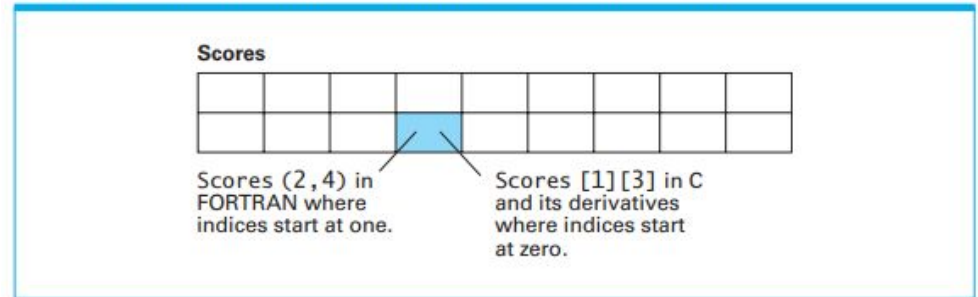 Scores
Scores (2,4) in
FORTRAN where
indices start at one.
Scores [1][3] in C
and its derivatives
where indices start
at zero.